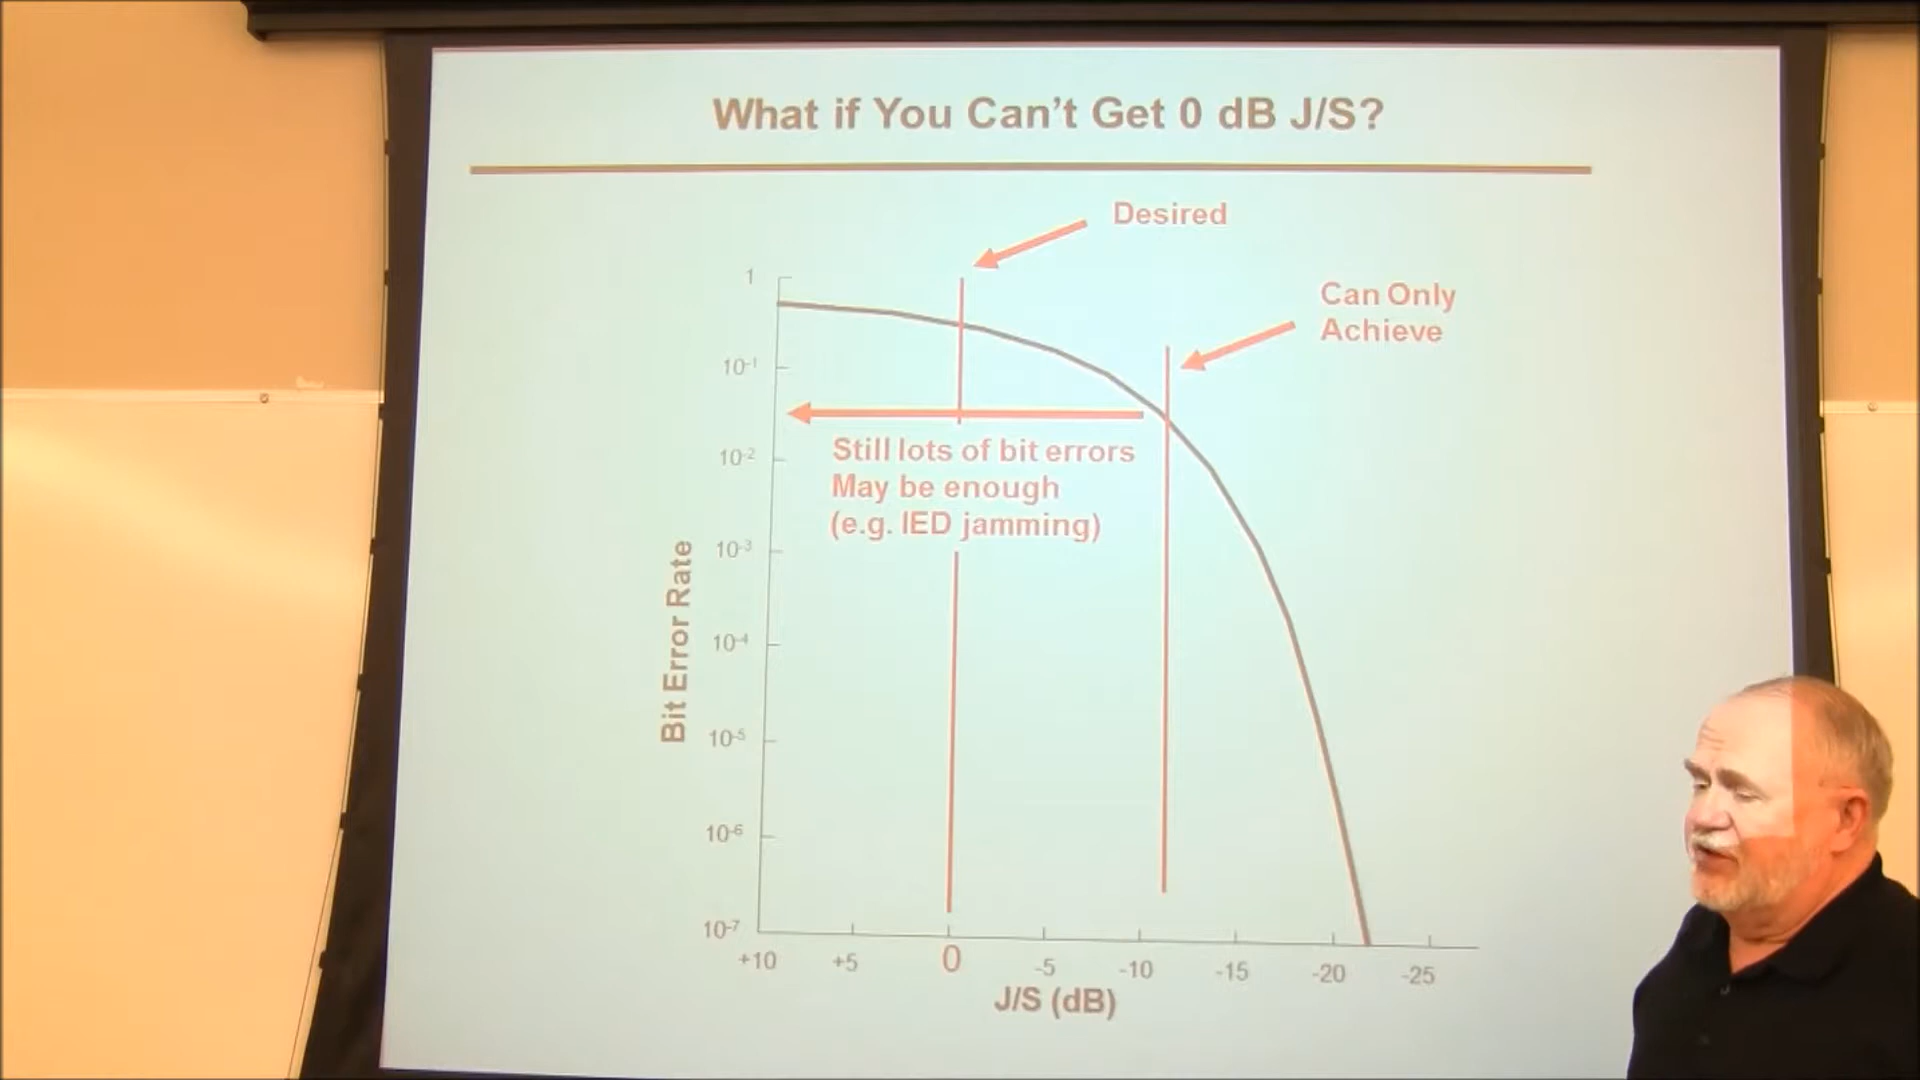 What if You Can't Get 0 dB J/S?
Desired
Can Only
Achieve
1
10-1
Still lots of bit errors
10-2
May be enough
(e.g. IED jamming)
10-3
Bit Error Rate
10-4
10-5
10-6
10-7
+10 +5 0 -5 -10 -15 -20 -25
J/S (dB)